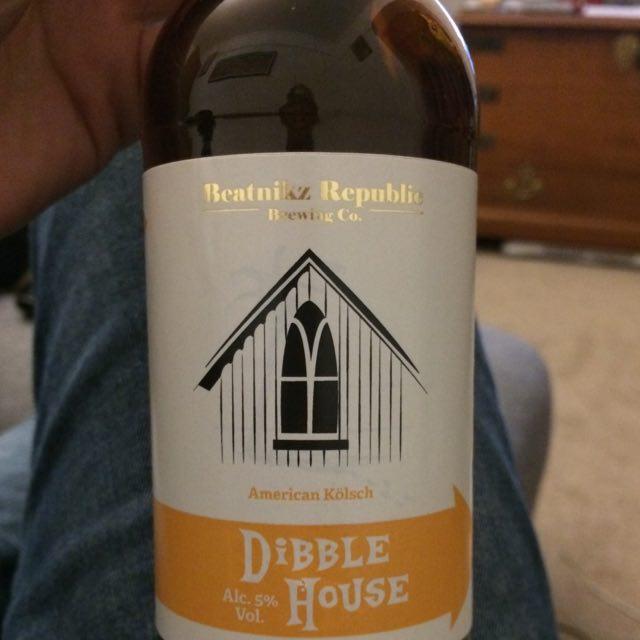 Beatnikz Republic
Brewing Co.
American Kölsch
DiBBLE
Alc. 5% HOUSE
Vol.